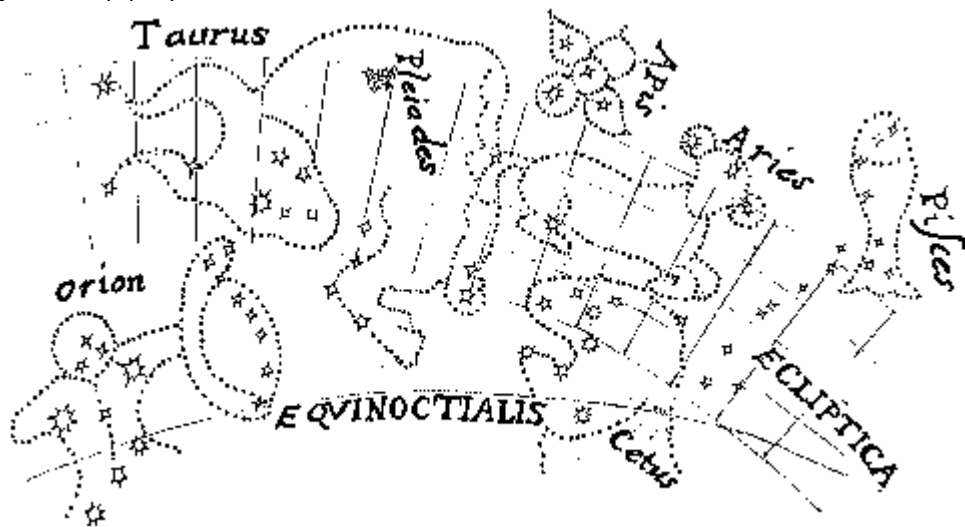 Taurus
Pleiades
Apis
Aries
Piſces
Orion
EQVINOCTIALIS
Cetus
ECLIPTICA